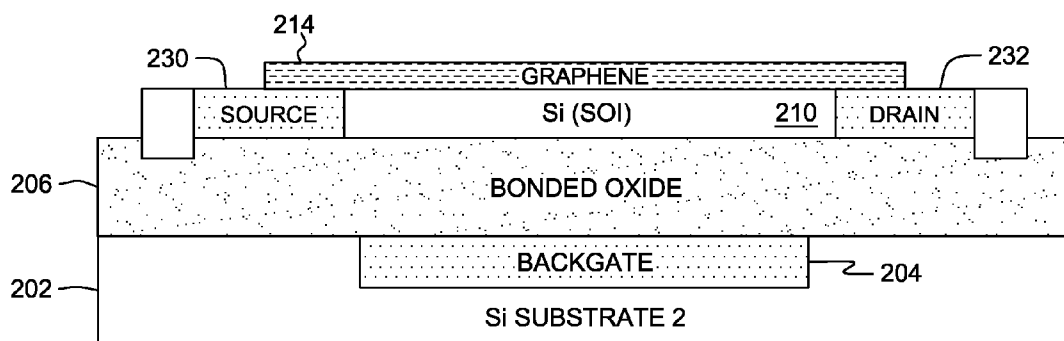 214
230
232
GRAPHENE
SOURCE
Si (SOI)
210
DRAIN
206
BONDED OXIDE
BACKGATE
204
202
Si SUBSTRATE 2